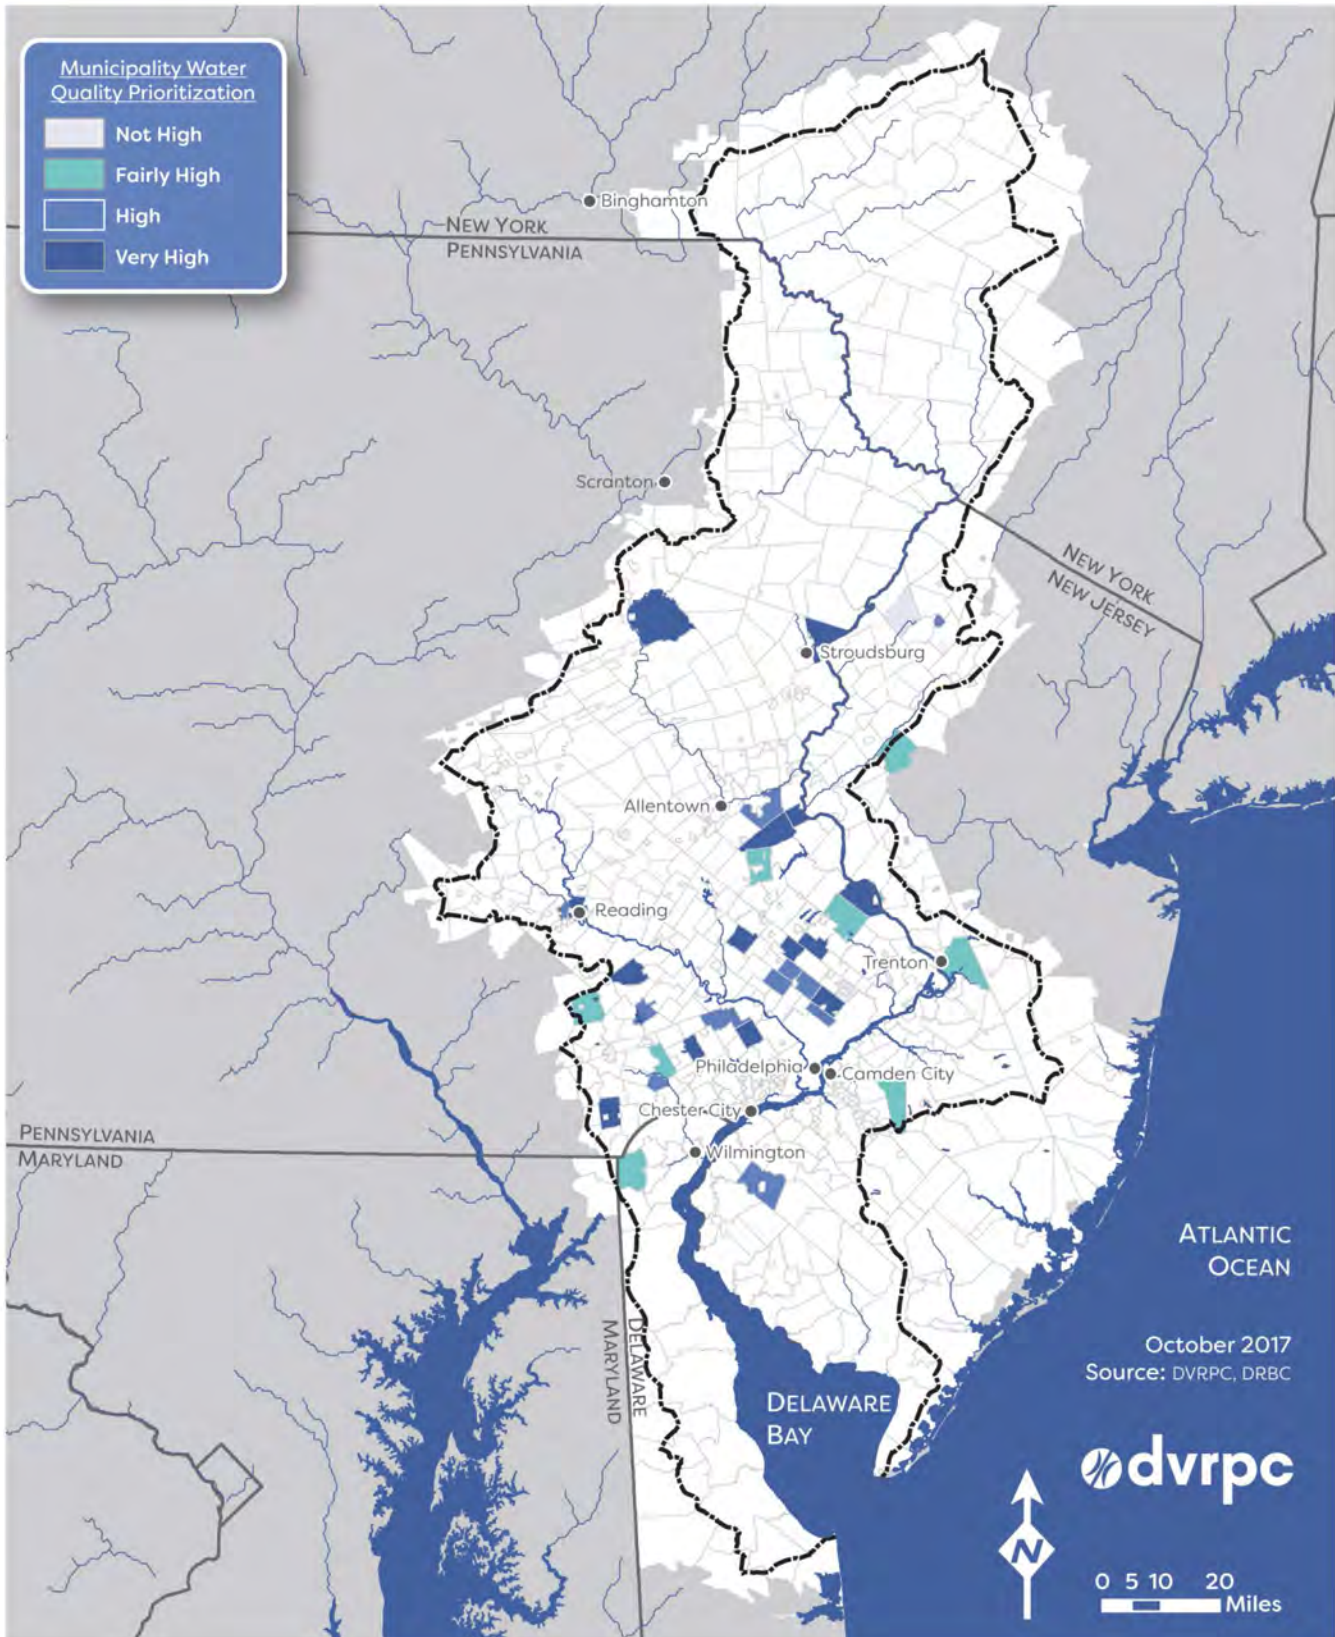 Municipality Water
Quality Prioritization
Not High
Fairly High
High
Very High
Binghamton
NEW YORK
PENNSYLVANIA
Scranton
NEW YORK
NEW JERSEY
Stroudsburg
Allentown
Reading
Trenton
Philadelphia
Camden City
Chester City
PENNSYLVANIA
MARYLAND
Wilmington
ATLANTIC
OCEAN
DELAWARE
MARYLAND
October 2017
Source: DVRPC, DRBC
DELAWARE
BAY
dvrpc
N
0 5 10 20
Miles